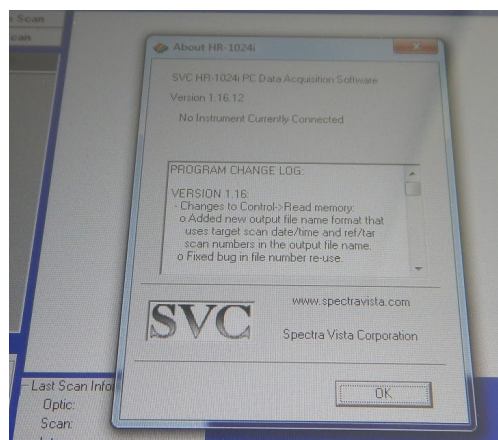 Scan
can
About HR-1024i
SVC HR-1024i PC Data Acquisition Software
Version 1.16.12
No Instrument Currently Connected
PROGRAM CHANGE LOG:
VERSION 1.16:
- Changes to Control->Read memory:
o Added new output file name format that
uses target scan date/time and ref/tar
scan numbers in the output file name.
o Fixed bug in file number re-use.
SVC
www.spectravista.com
Spectra Vista Corporation
OK
Last Scan Info
Optic:
Scan: